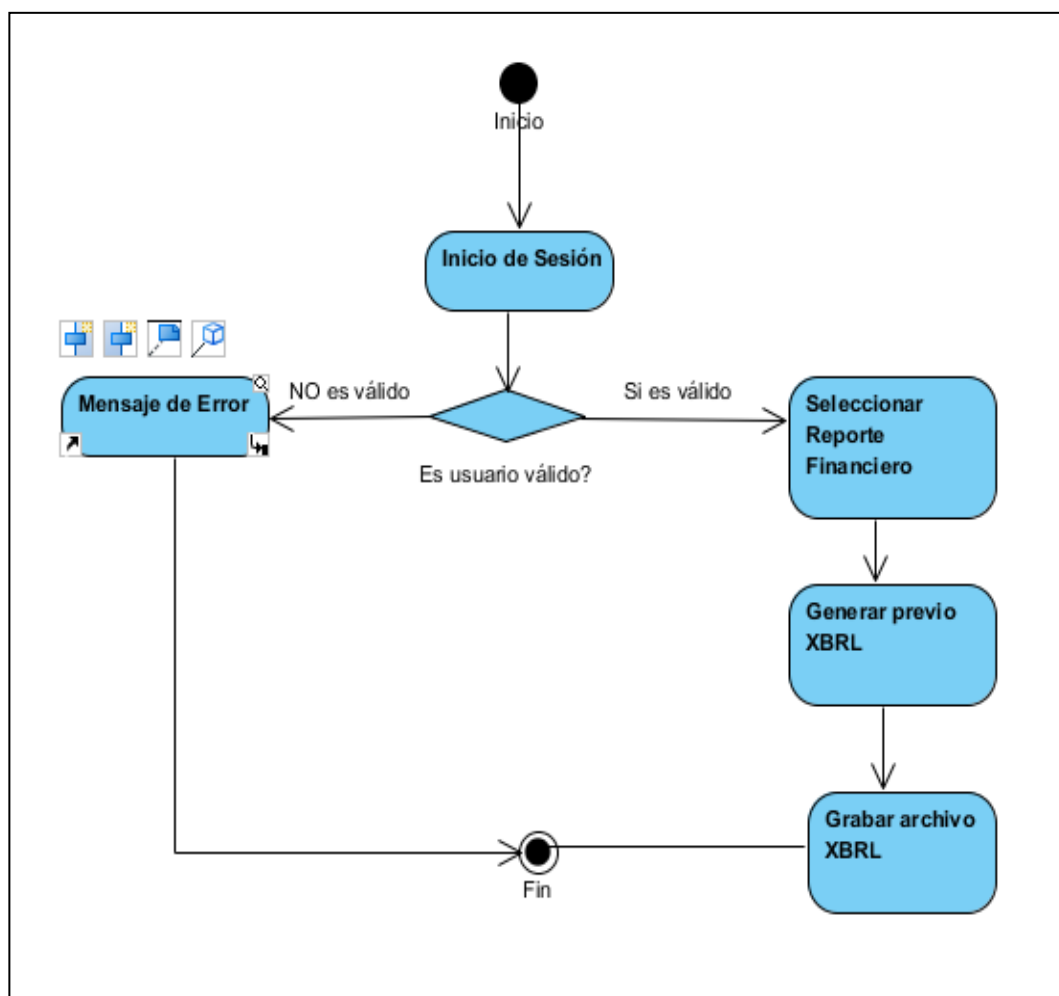 Inicio
Inicio de Sesión
Mensaje de Error
NO es válido
Si es válido
Es usuario válido?
Seleccionar
Reporte
Financiero
Generar previo
XBRL
Grabar archivo
XBRL
Fin